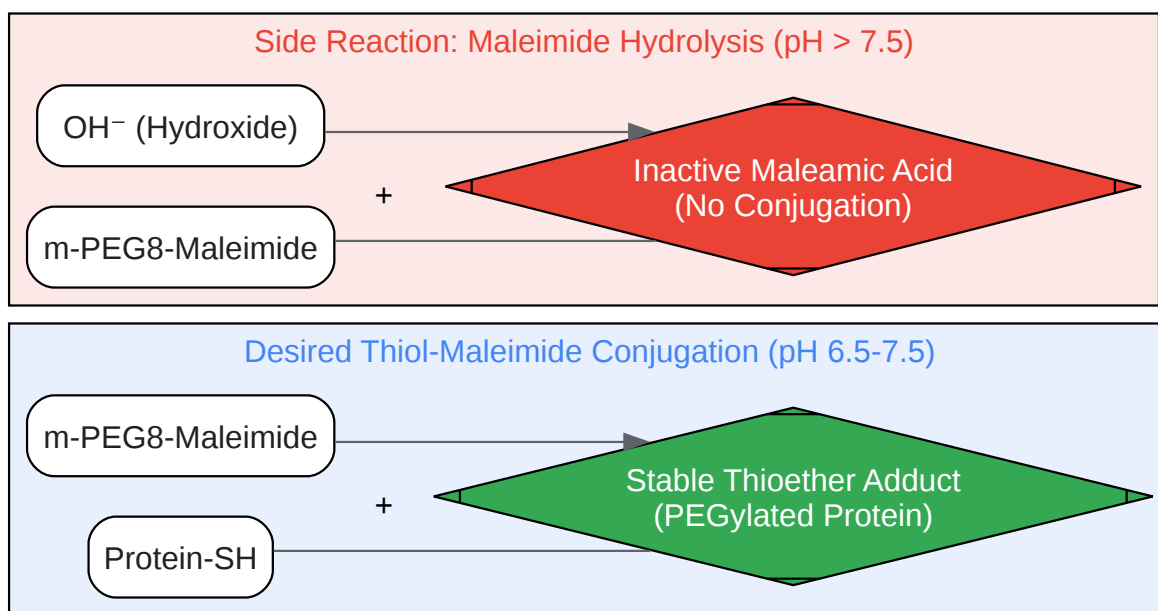 Side Reaction: Maleimide Hydrolysis (pH > 7.5)
OH⁻ (Hydroxide)
+
m-PEG8-Maleimide
Inactive Maleamic Acid
(No Conjugation)
Desired Thiol-Maleimide Conjugation (pH 6.5-7.5)
m-PEG8-Maleimide
+
Protein-SH
Stable Thioether Adduct
(PEGylated Protein)